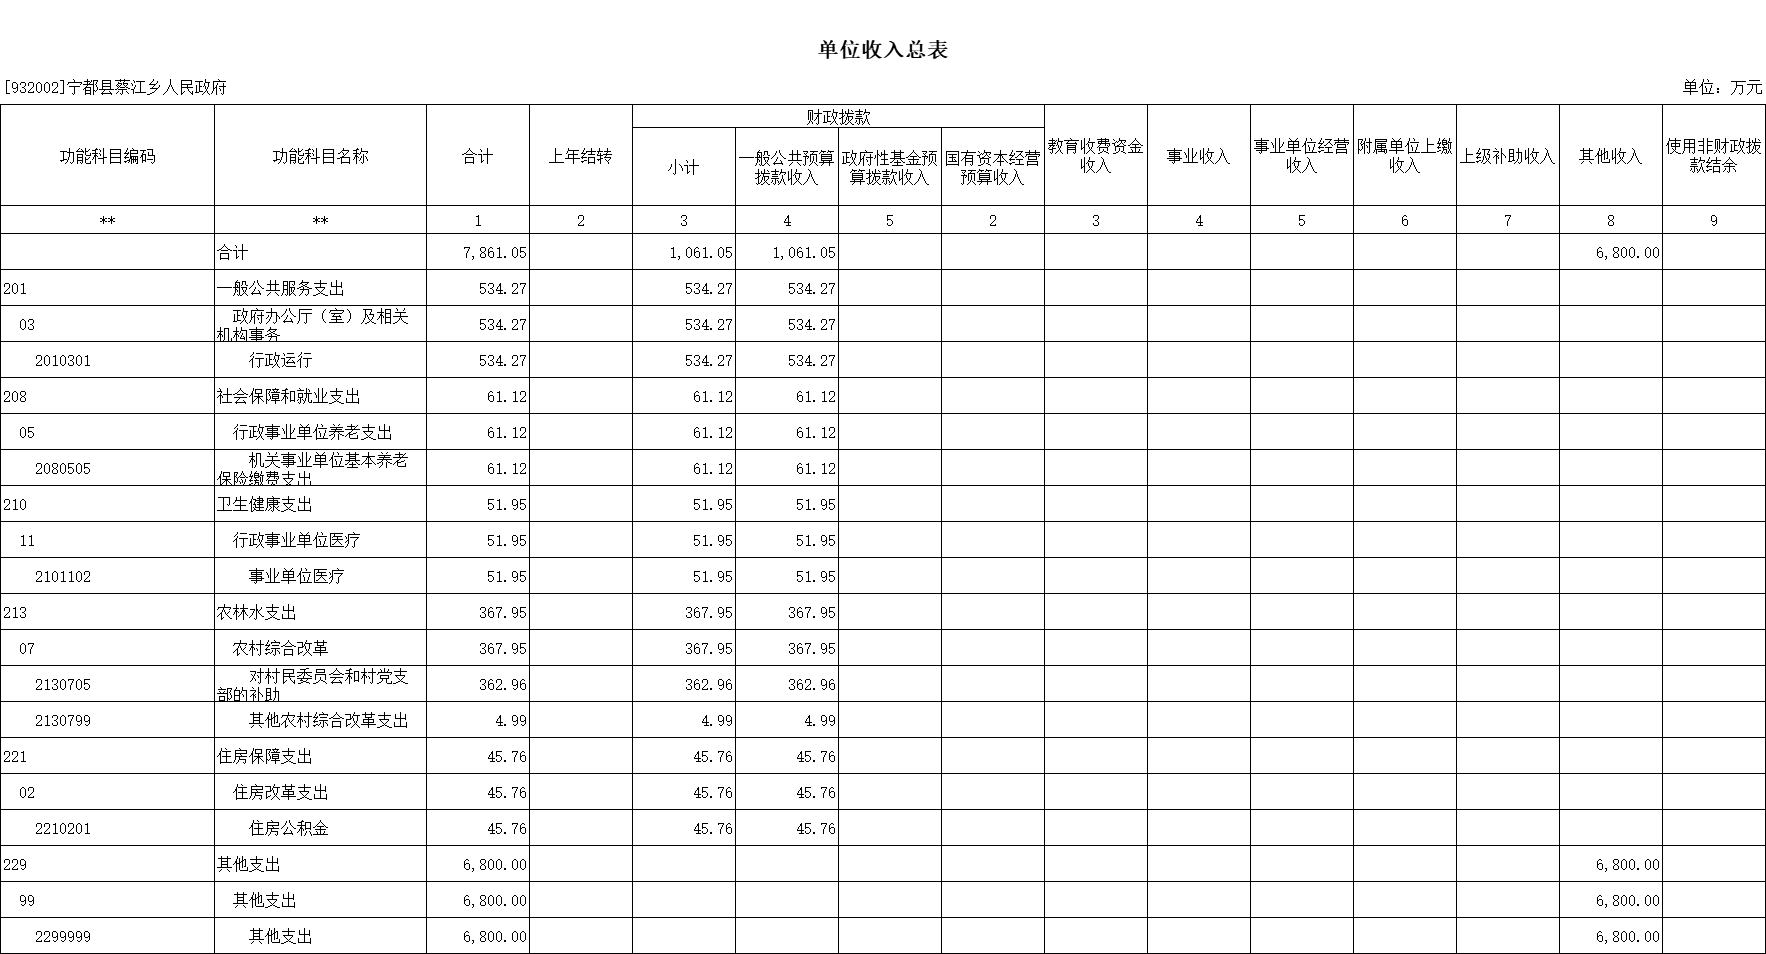 单位收入总表
[932002]宁都县蔡江乡人民政府 单位：万元
功能科目编码 功能科目名称 合计 上年结转 财政拨款 教育收费资金收入 事业收入 事业单位经营收入 附属单位上缴收入 上级补助收入 其他收入 使用非财政拨款结余
小计 一般公共预算拨款收入 政府性基金预算拨款收入 国有资本经营预算收入
** ** 1 2 3 4 5 2 3 4 5 6 7 8 9
合计 7,861.05 1,061.05 1,061.05 6,800.00
201 一般公共服务支出 534.27 534.27 534.27
03 政府办公厅（室）及相关机构事务 534.27 534.27 534.27
2010301 行政运行 534.27 534.27 534.27
208 社会保障和就业支出 61.12 61.12 61.12
05 行政事业单位养老支出 61.12 61.12 61.12
2080505 机关事业单位基本养老保险缴费支出 61.12 61.12 61.12
210 卫生健康支出 51.95 51.95 51.95
11 行政事业单位医疗 51.95 51.95 51.95
2101102 事业单位医疗 51.95 51.95 51.95
213 农林水支出 367.95 367.95 367.95
07 农村综合改革 367.95 367.95 367.95
2130705 对村民委员会和村党支部的补助 362.96 362.96 362.96
2130799 其他农村综合改革支出 4.99 4.99 4.99
221 住房保障支出 45.76 45.76 45.76
02 住房改革支出 45.76 45.76 45.76
2210201 住房公积金 45.76 45.76 45.76
229 其他支出 6,800.00 6,800.00
99 其他支出 6,800.00 6,800.00
2299999 其他支出 6,800.00 6,800.00